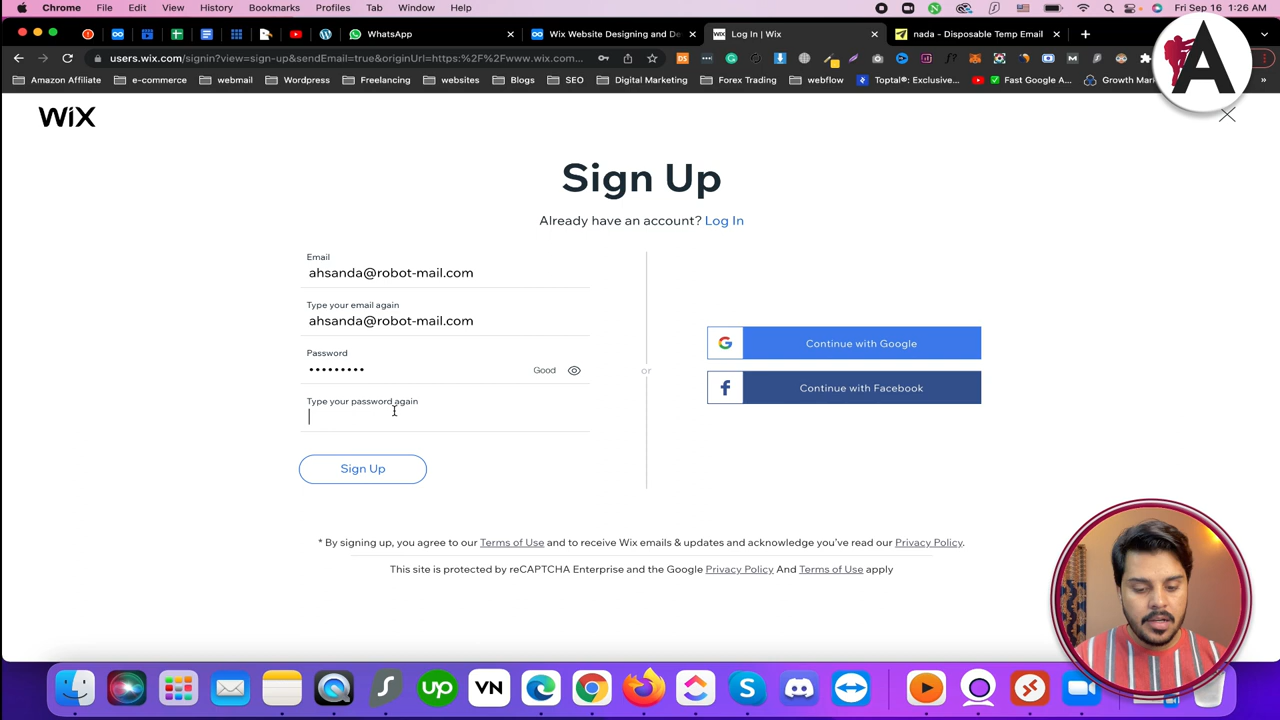 Chrome File Edit View History Bookmarks Profiles Tab Window Help Fri Sep 16 1:26 AM
WhatsApp Wix Website Designing and De Log In | Wix nada - Disposable Temp Email
users.wix.com/signin?view=sign-up&sendEmail=true&originUrl=https:%2F%2Fwww.wix.com...
Amazon Affiliate e-commerce webmail Wordpress Freelancing websites Blogs SEO Digital Marketing Forex Trading webflow Toptal®: Exclusive... Fast Google A... Growth Mark
A
WiX
Sign Up
Already have an account? Log In
Email
ahsanda@robot-mail.com
Type your email again
ahsanda@robot-mail.com
Password
••••••••• Good
Type your password again
Sign Up
or
Continue with Google
Continue with Facebook
* By signing up, you agree to our Terms of Use and to receive Wix emails & updates and acknowledge you've read our Privacy Policy.
This site is protected by reCAPTCHA Enterprise and the Google Privacy Policy And Terms of Use apply
up VN